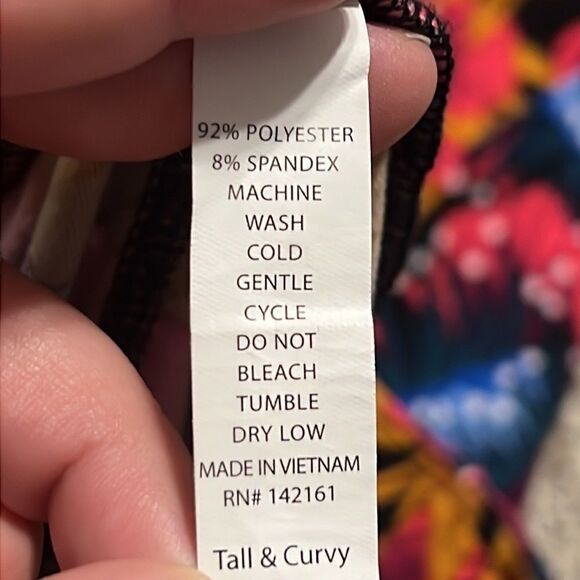 92% POLYESTER
8% SPANDEX
MACHINE
WASH
COLD
GENTLE
CYCLE
DO NOT
BLEACH
TUMBLE
DRY LOW
MADE IN VIETNAM
RN# 142161
Tall & Curvy